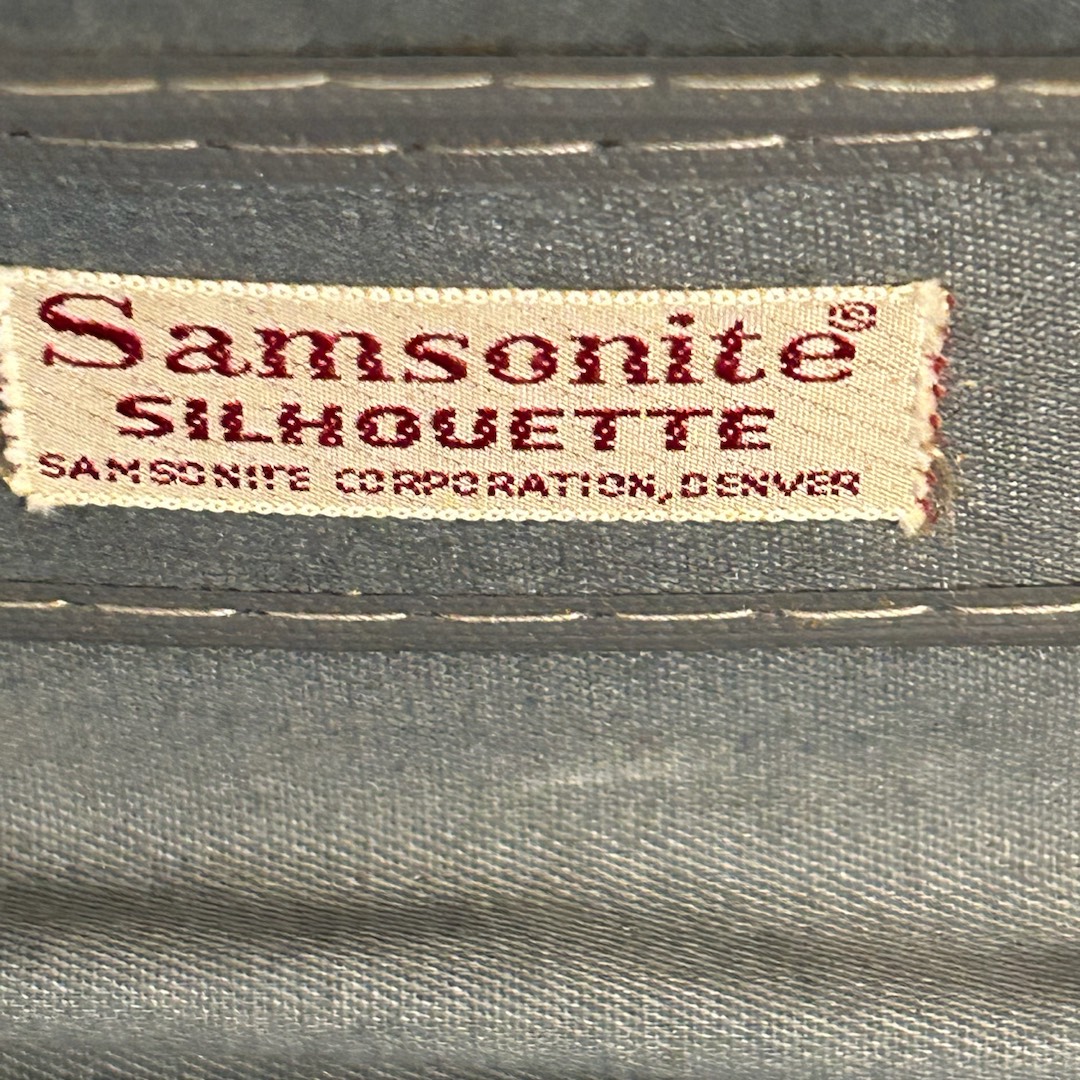 Samsonite®
SILHOUETTE
SAMSONITE CORPORATION, DENVER